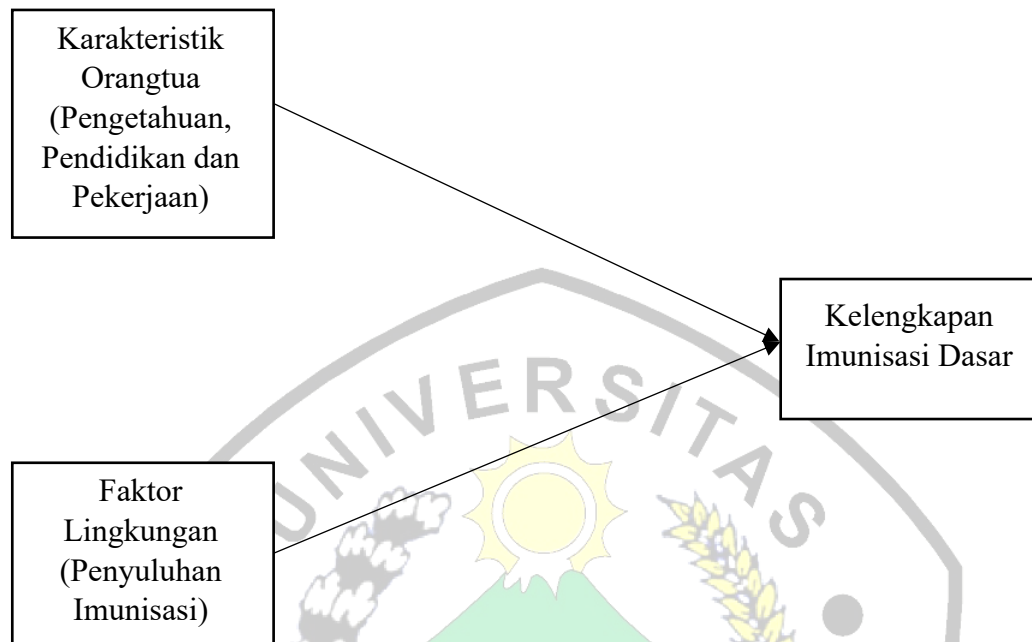 Karakteristik
Orangtua
(Pengetahuan,
Pendidikan dan
Pekerjaan)
Kelengkapan
Imunisasi Dasar
UNIVERSITAS
Faktor
Lingkungan
(Penyuluhan
Imunisasi)